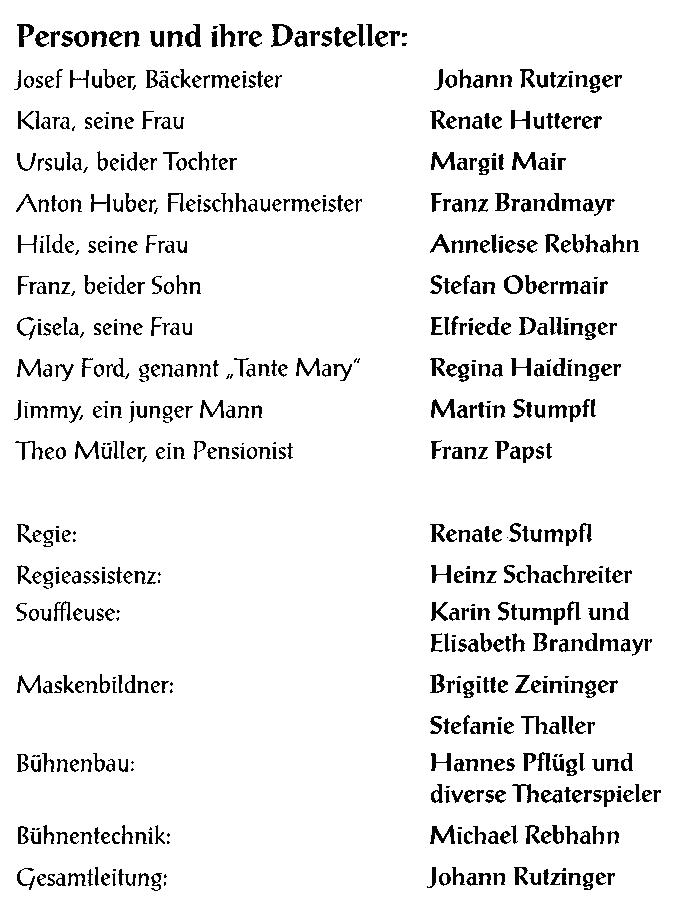 Personen und ihre Darsteller:
Josef Huber, Bäckermeister Johann Rutzinger
Klara, seine Frau Renate Hutterer
Ursula, beider Tochter Margit Mair
Anton Huber, Fleischhauermeister Franz Brandmayr
Hilde, seine Frau Anneliese Rebhahn
Franz, beider Sohn Stefan Obermair
Gisela, seine Frau Elfriede Dallinger
Mary Ford, genannt „Tante Mary“ Regina Haidinger
Jimmy, ein junger Mann Martin Stumpfl
Theo Müller, ein Pensionist Franz Papst
Regie: Renate Stumpfl
Regieassistenz: Heinz Schachreiter
Souffleuse: Karin Stumpfl und
Elisabeth Brandmayr
Maskenbildner: Brigitte Zeininger
Stefanie Thaller
Bühnenbau: Hannes Pflügl und
diverse Theaterspieler
Bühnentechnik: Michael Rebhahn
Gesamtleitung: Johann Rutzinger